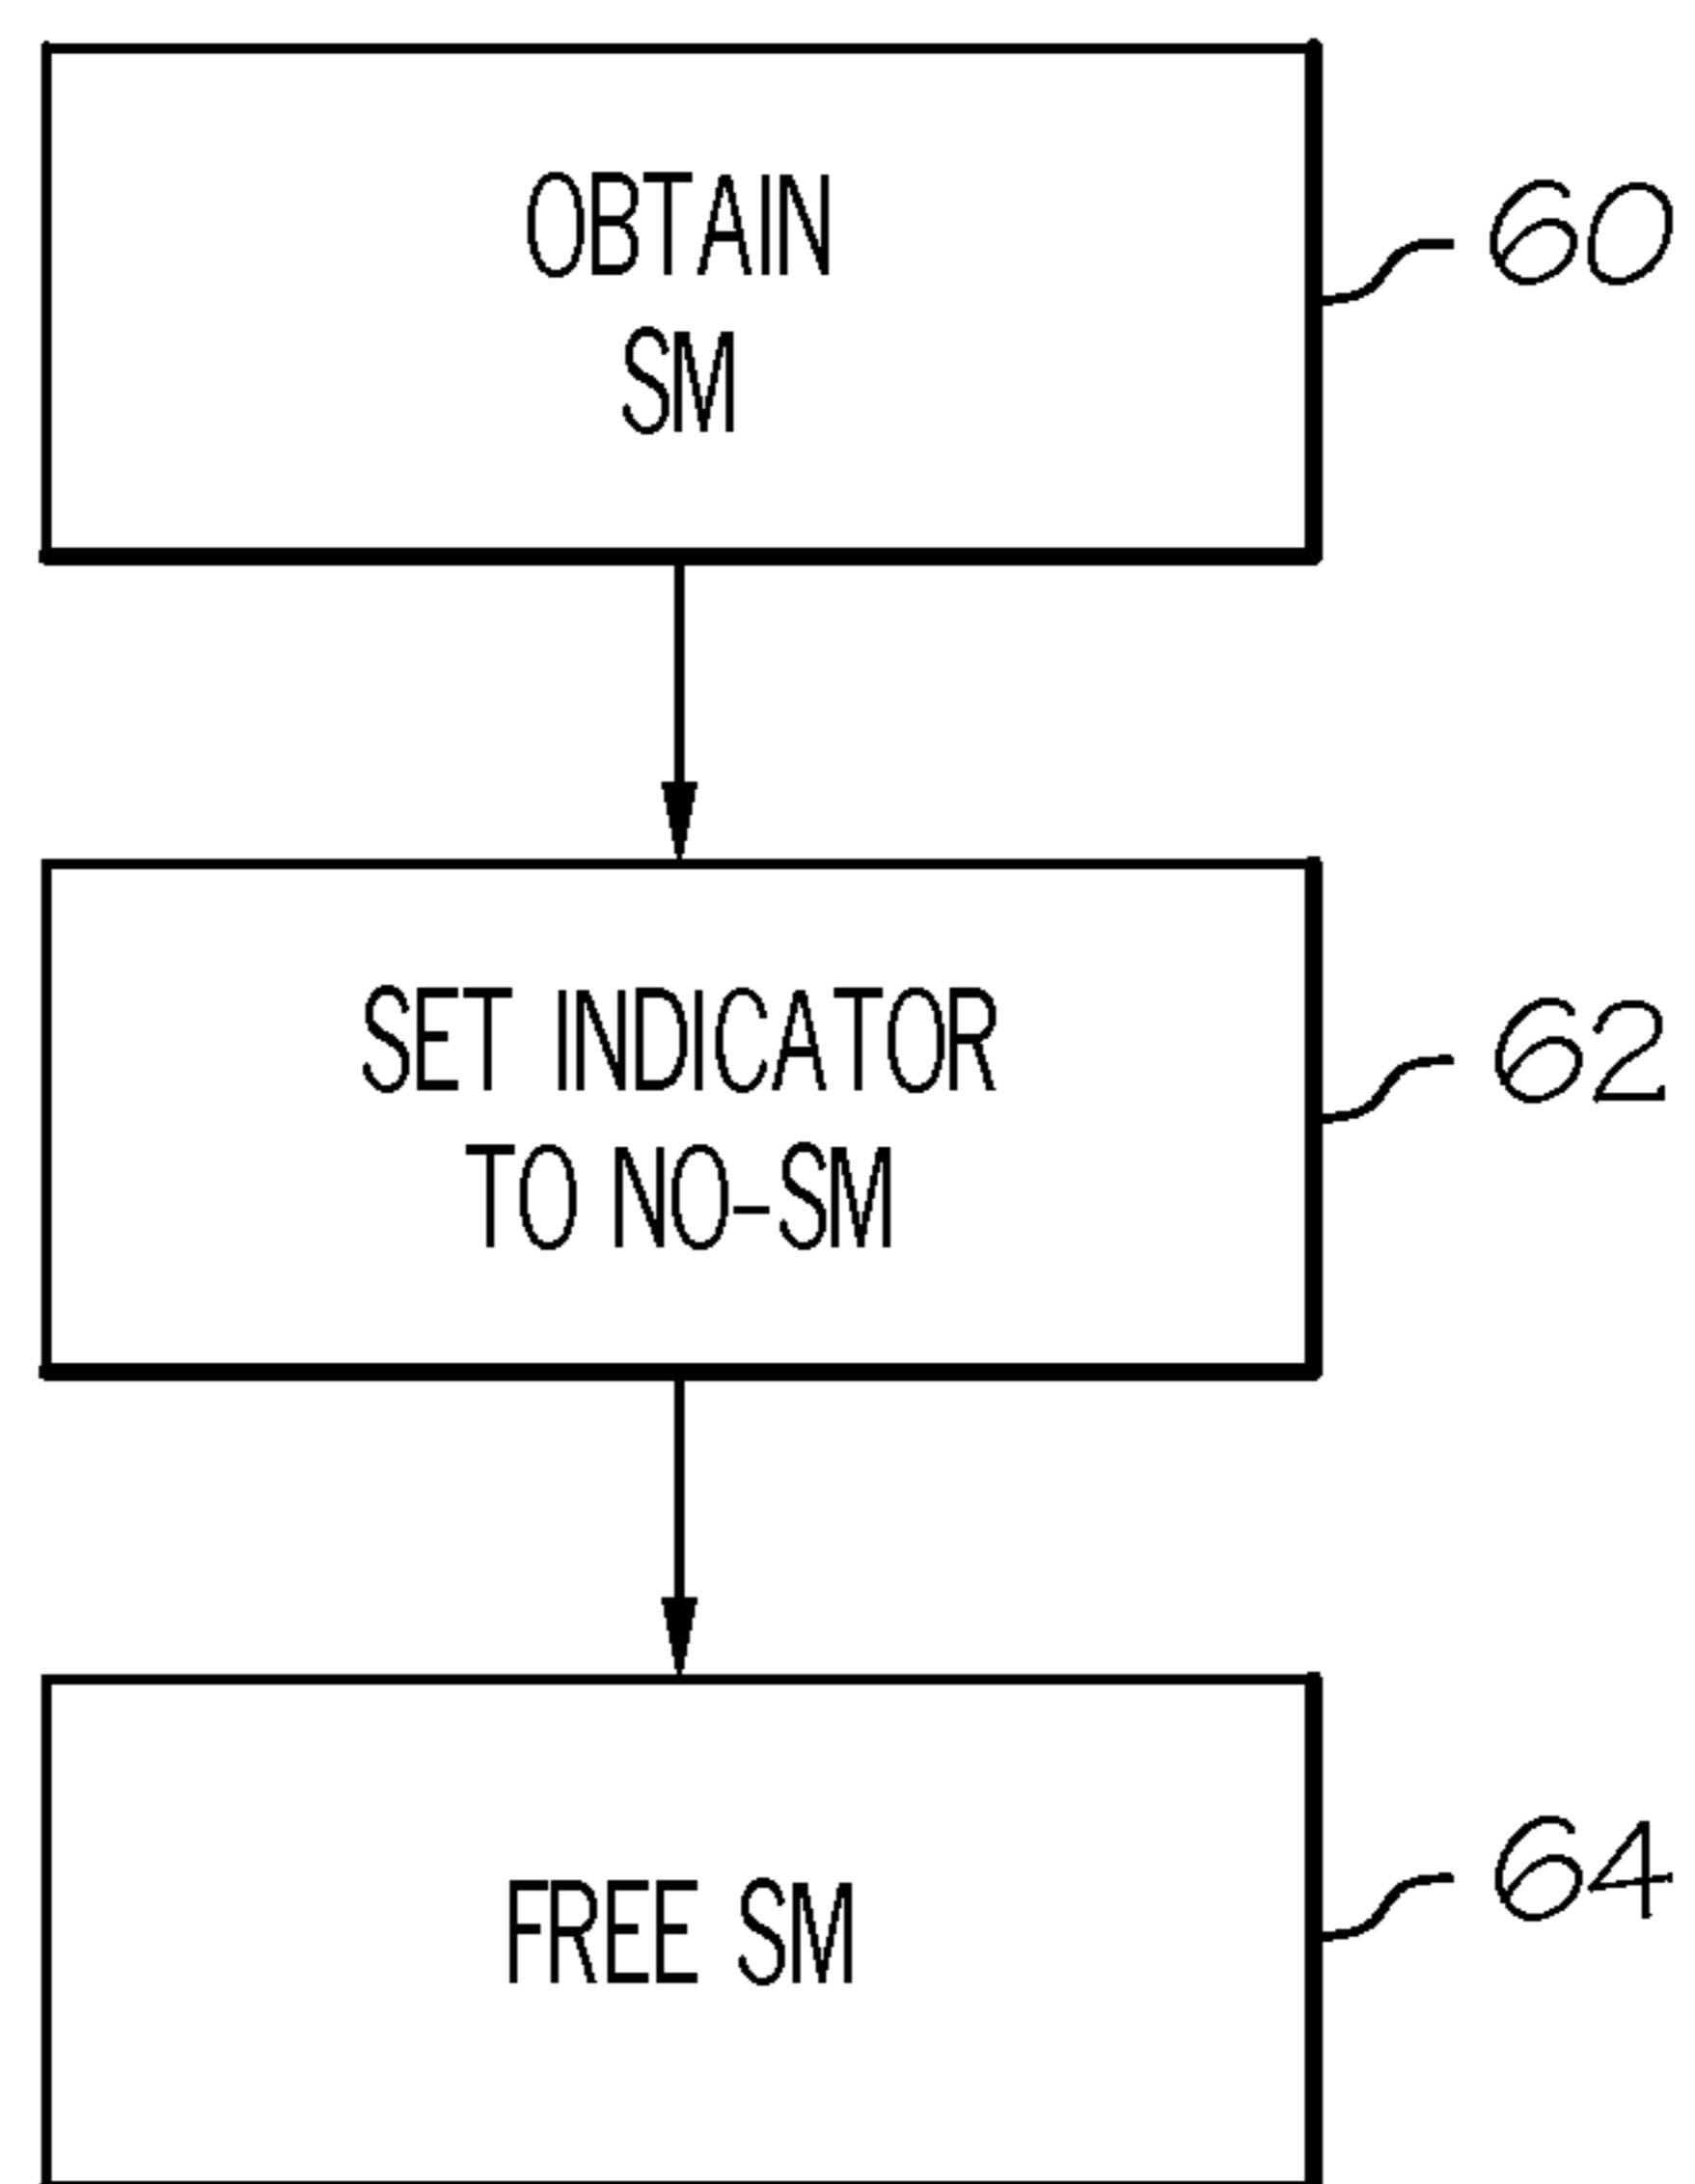 OBTAIN
SM
60
SET INDICATOR
TO NO-SM
62
FREE SM
64